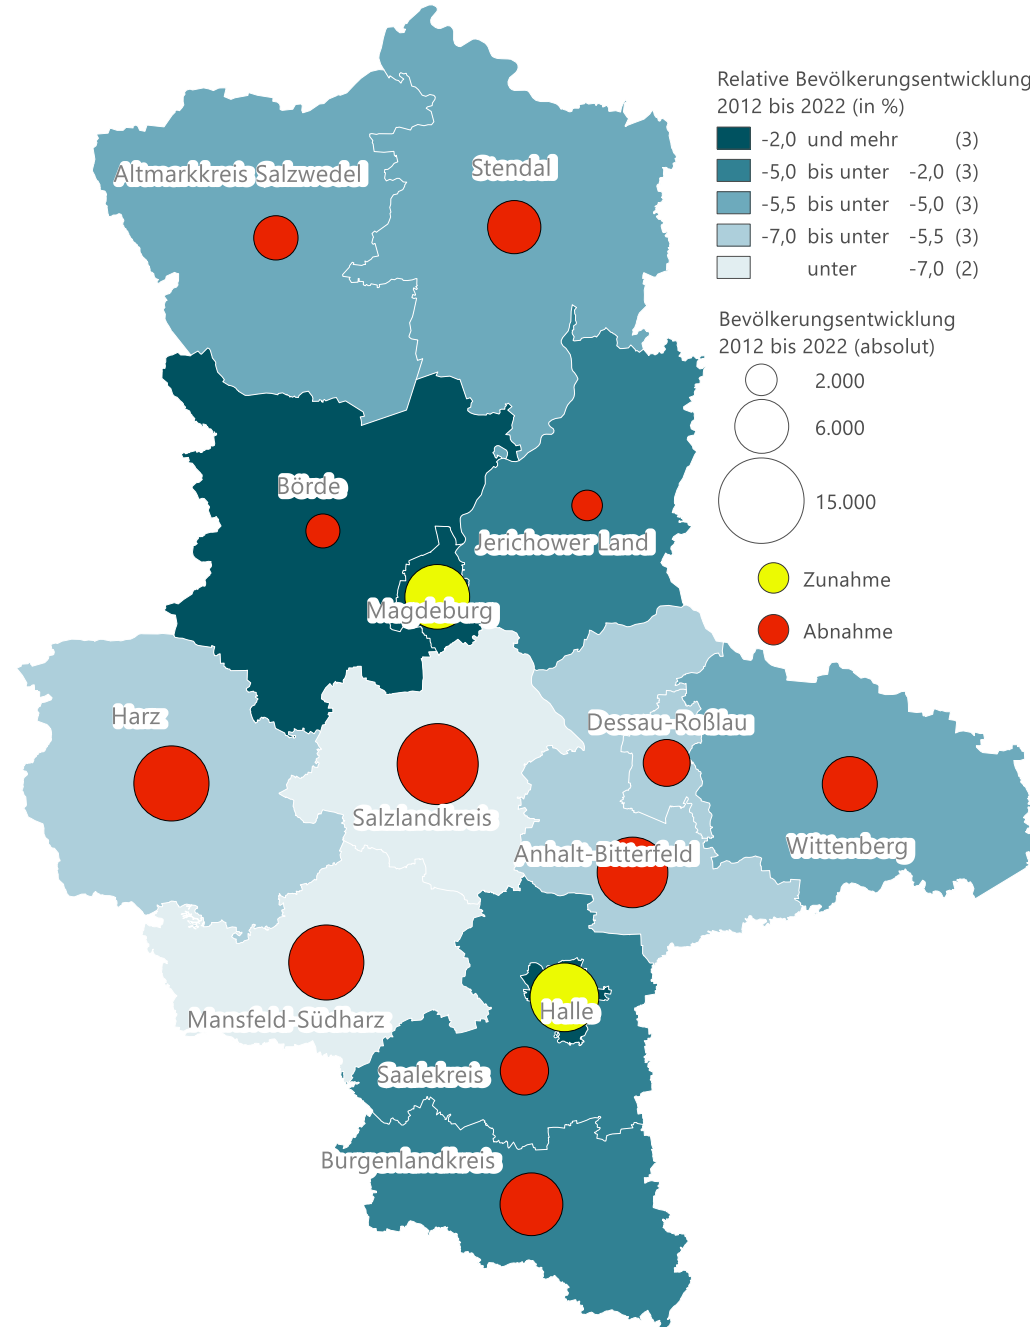 Relative Bevölkerungsentwicklung
2012 bis 2022 (in %)
-2,0 und mehr (3)
-5,0 bis unter -2,0 (3)
-5,5 bis unter -5,0 (3)
-7,0 bis unter -5,5 (3)
unter -7,0 (2)
Bevölkerungsentwicklung
2012 bis 2022 (absolut)
2.000
6.000
15.000
Zunahme
Abnahme
Altmarkkreis Salzwedel
Stendal
Börde
Jerichower Land
Magdeburg
Harz
Dessau-Roßlau
Salzlandkreis
Anhalt-Bitterfeld
Wittenberg
Mansfeld-Südharz
Halle
Saalekreis
Burgenlandkreis